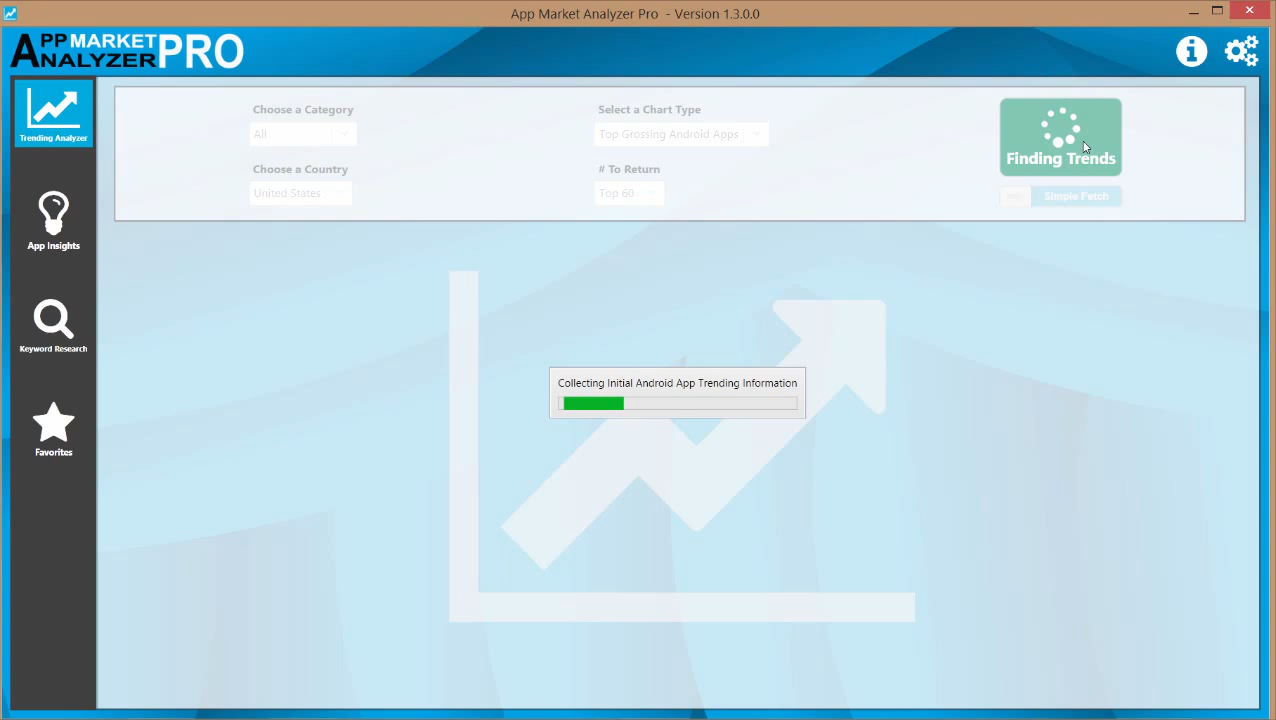 App Market Analyzer Pro - Version 1.3.0.0
APP MARKET ANALYZER PRO
Trending Analyzer
App Insights
Keyword Research
Favorites
Choose a Category
All
Choose a Country
United States
Select a Chart Type
Top Grossing Android Apps
# To Return
Top 60
Finding Trends
Simple Fetch
Collecting Initial Android App Trending Information